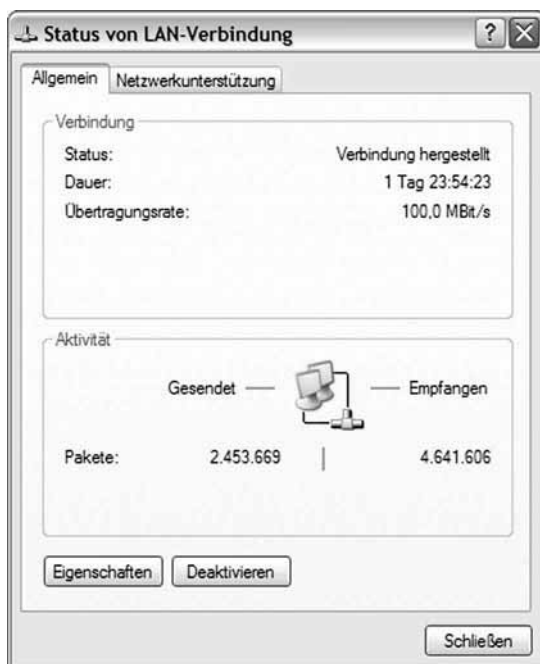 Status von LAN-Verbindung
Allgemein Netzwerkunterstützung
Verbindung
Status: Verbindung hergestellt
Dauer: 1 Tag 23:54:23
Übertragungsrate: 100,0 MBit/s
Aktivität
Gesendet Empfangen
Pakete: 2.453.669 4.641.606
Eigenschaften Deaktivieren
Schließen